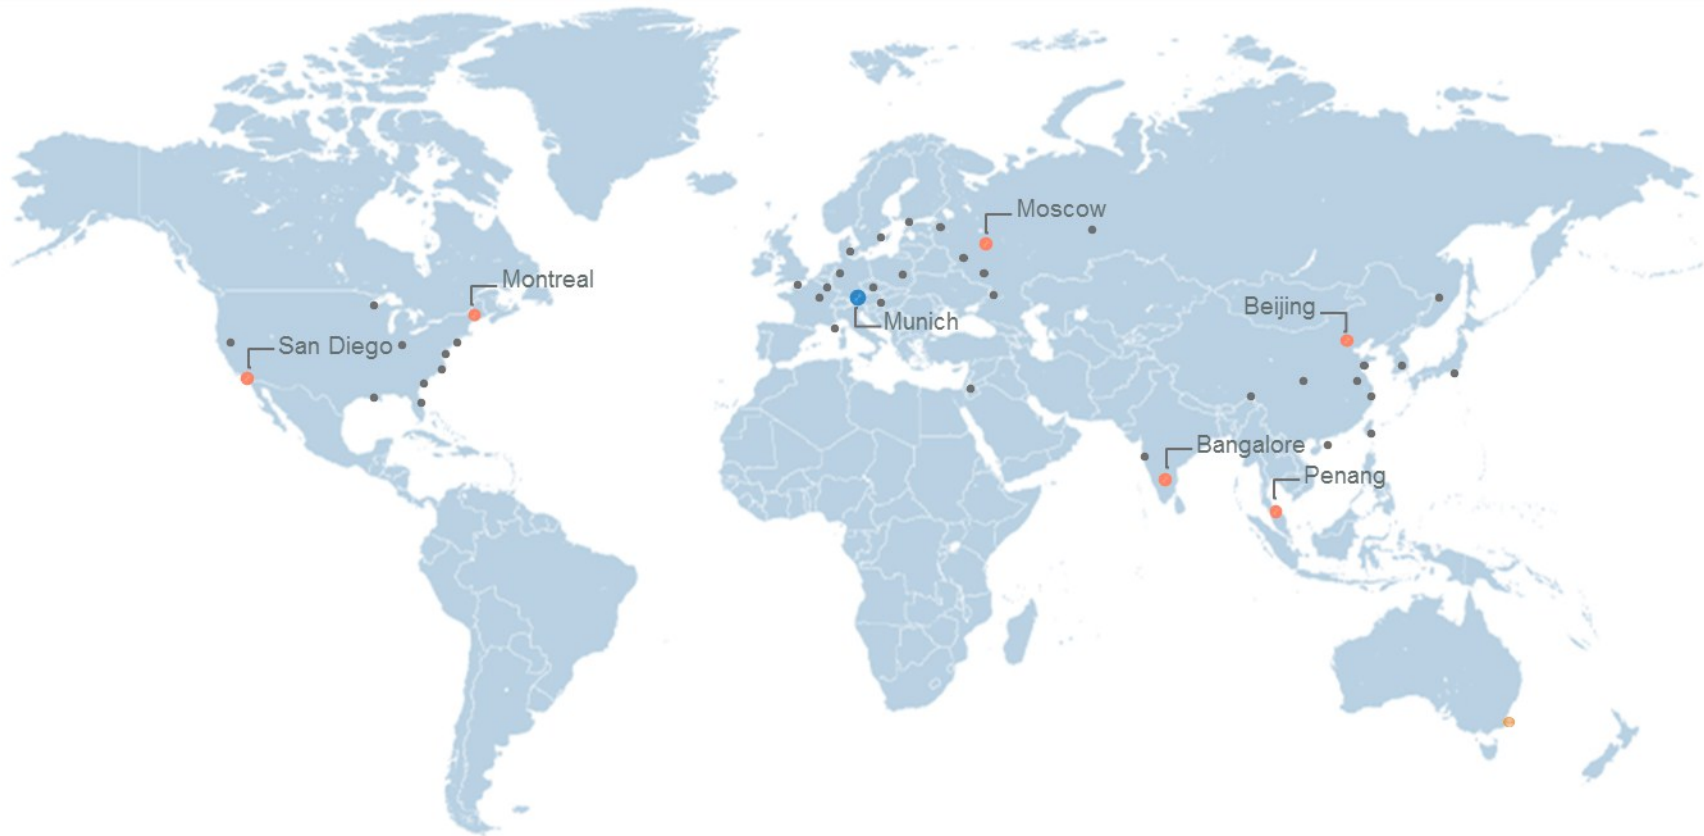 Moscow
Montreal
Beijing
Munich
San Diego
Bangalore
Penang